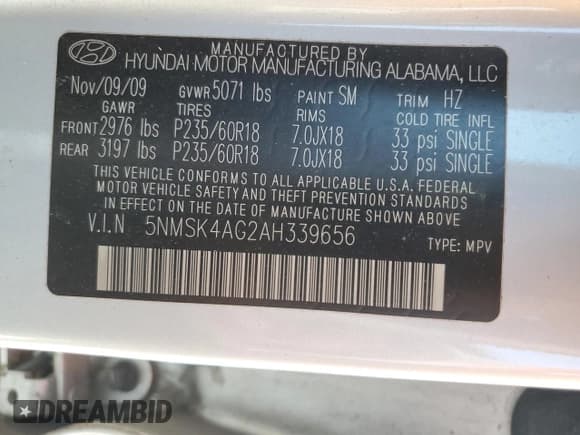 MANUFACTURED BY
HYUNDAI MOTOR MANUFACTURING ALABAMA, LLC
Nov/09/09 GVWR 5071 lbs PAINT SM TRIM HZ
GAWR TIRES RIMS COLD TIRE INFL
FRONT 2976 lbs P235/60R18 7.0JX18 33 psi SINGLE
REAR 3197 lbs P235/60R18 7.0JX18 33 psi SINGLE
THIS VEHICLE CONFORMS TO ALL APPLICABLE U.S.A. FEDERAL
MOTOR VEHICLE SAFETY AND THEFT PREVENTION STANDARDS
IN EFFECT ON THE DATE OF MANUFACTURE SHOWN ABOVE.
V.I.N 5NMSK4AG2AH339656 TYPE: MPV
DREAMBID